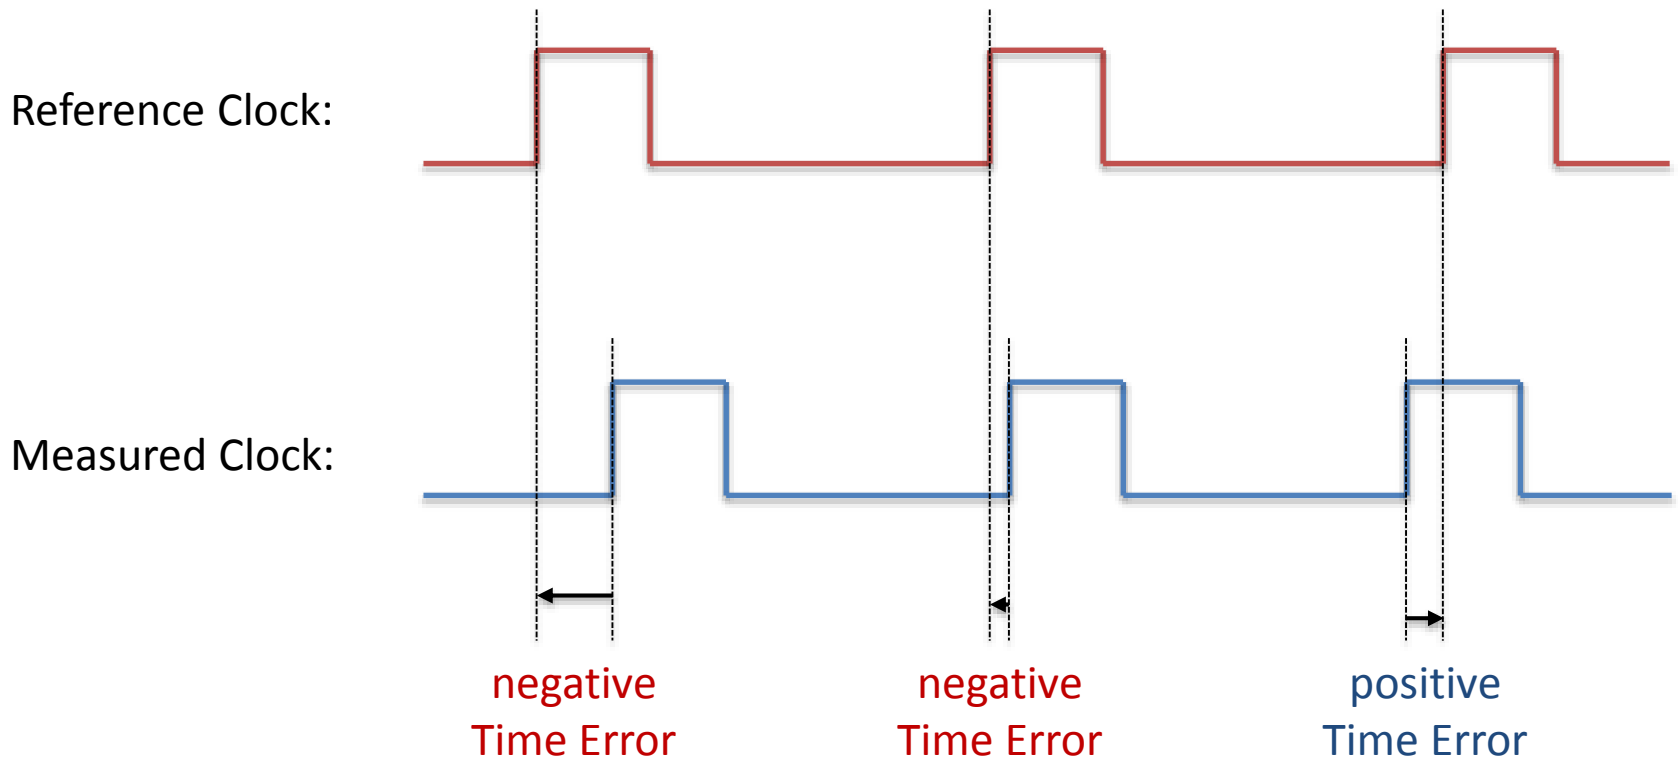 Reference Clock:
Measured Clock:
negative
Time Error
negative
Time Error
positive
Time Error